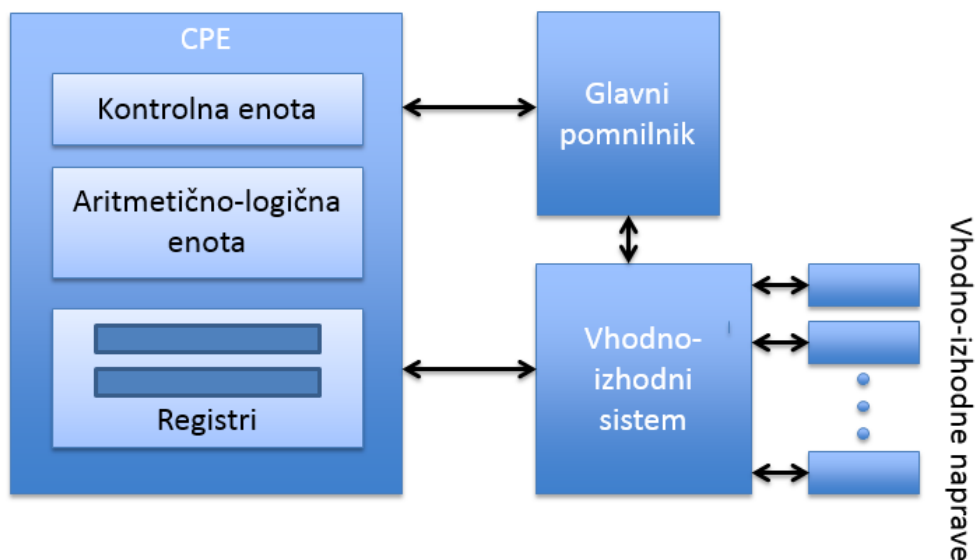 CPE
Kontrolna enota
Aritmetično-logična
enota
Registri
Glavni
pomnilnik
Vhodno-
izhodni
sistem
Vhodno-izhodne naprave